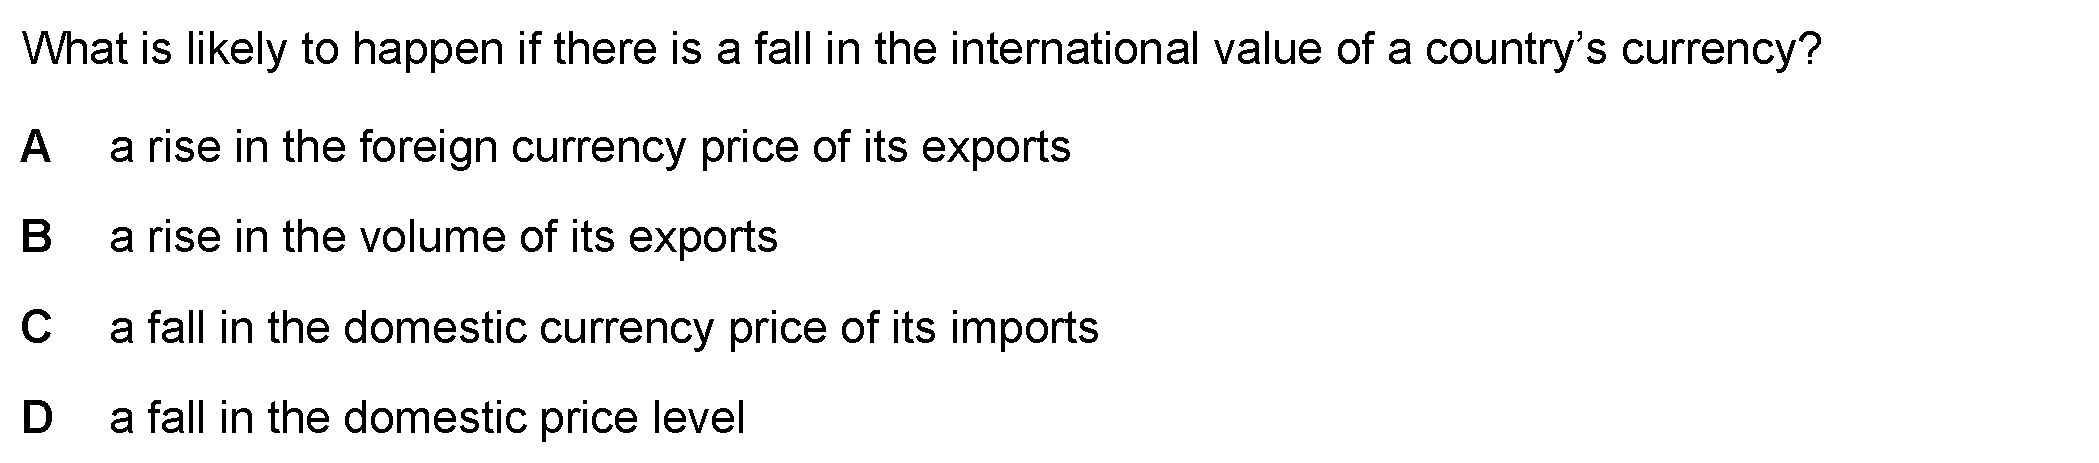 What is likely to happen if there is a fall in the international value of a country’s currency?
A a rise in the foreign currency price of its exports
B a rise in the volume of its exports
C a fall in the domestic currency price of its imports
D a fall in the domestic price level